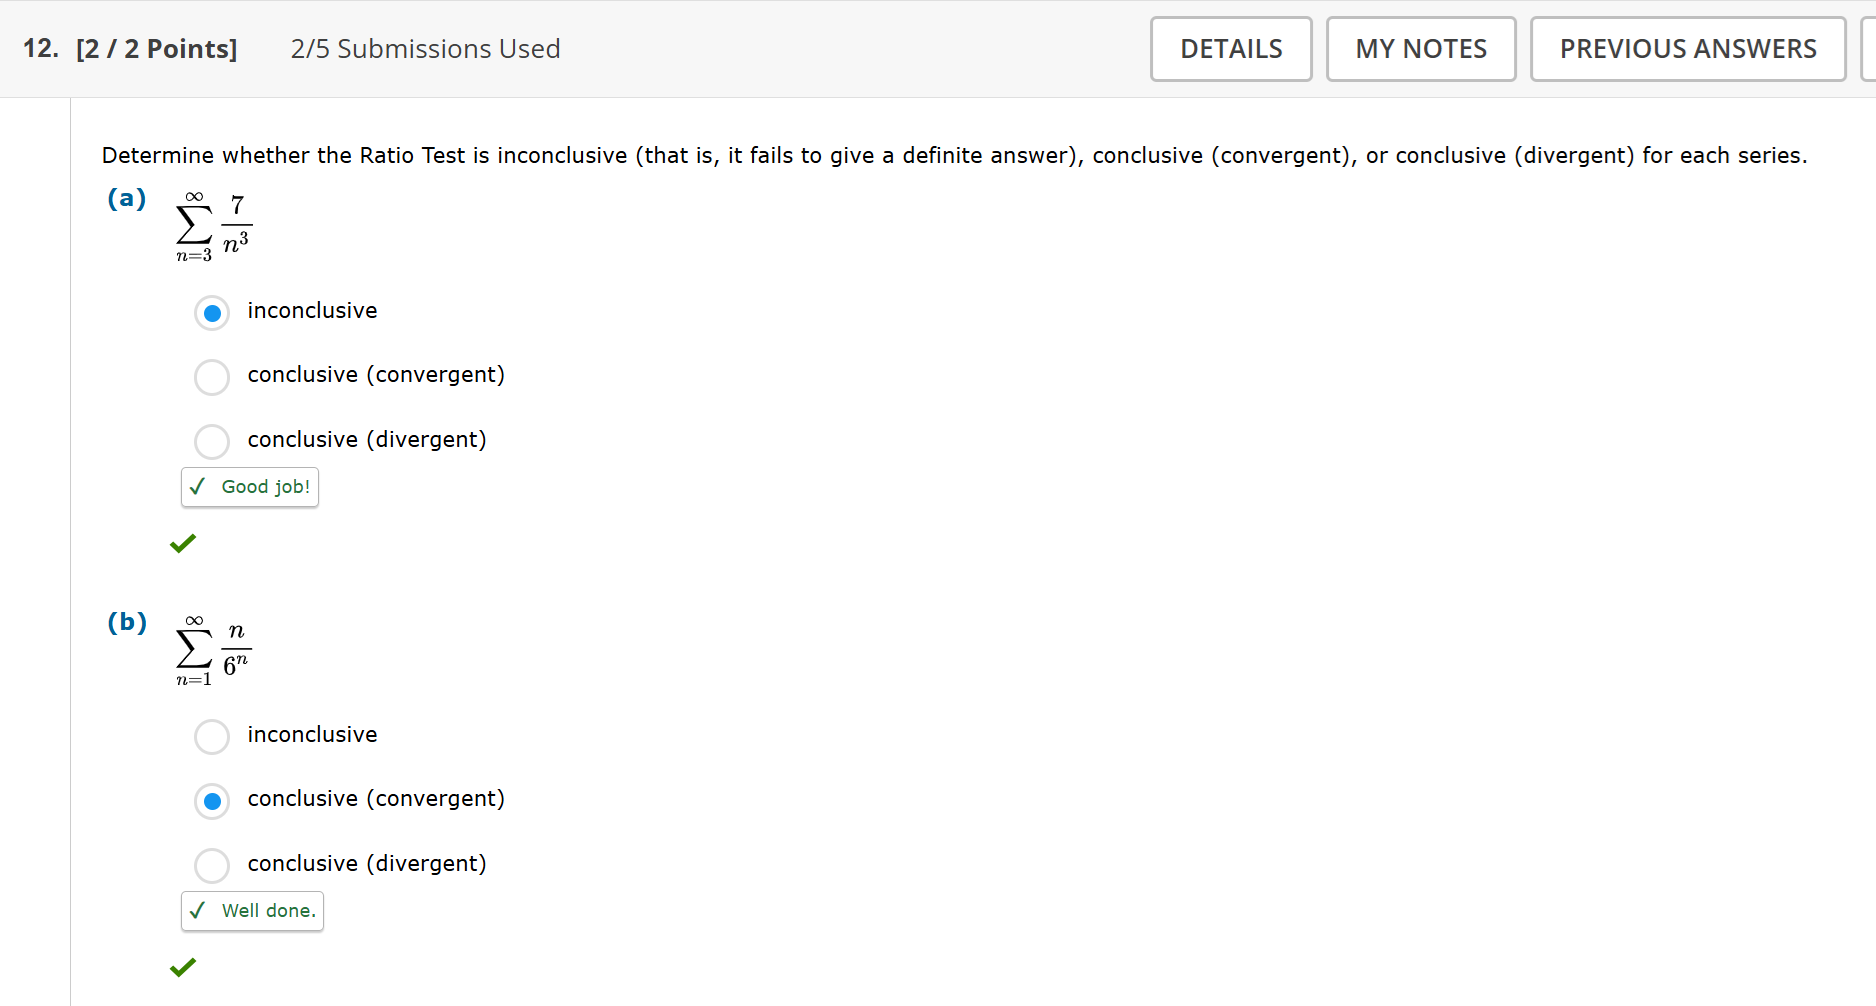 12. [2 / 2 Points] 2/5 Submissions Used DETAILS MY NOTES PREVIOUS ANSWERS
Determine whether the Ratio Test is inconclusive (that is, it fails to give a definite answer), conclusive (convergent), or conclusive (divergent) for each series.
(a) ∞ ∑ n=3 7/n³
inconclusive
conclusive (convergent)
conclusive (divergent)
✓ Good job!
(b) ∞ ∑ n=1 n/6ⁿ
inconclusive
conclusive (convergent)
conclusive (divergent)
✓ Well done.